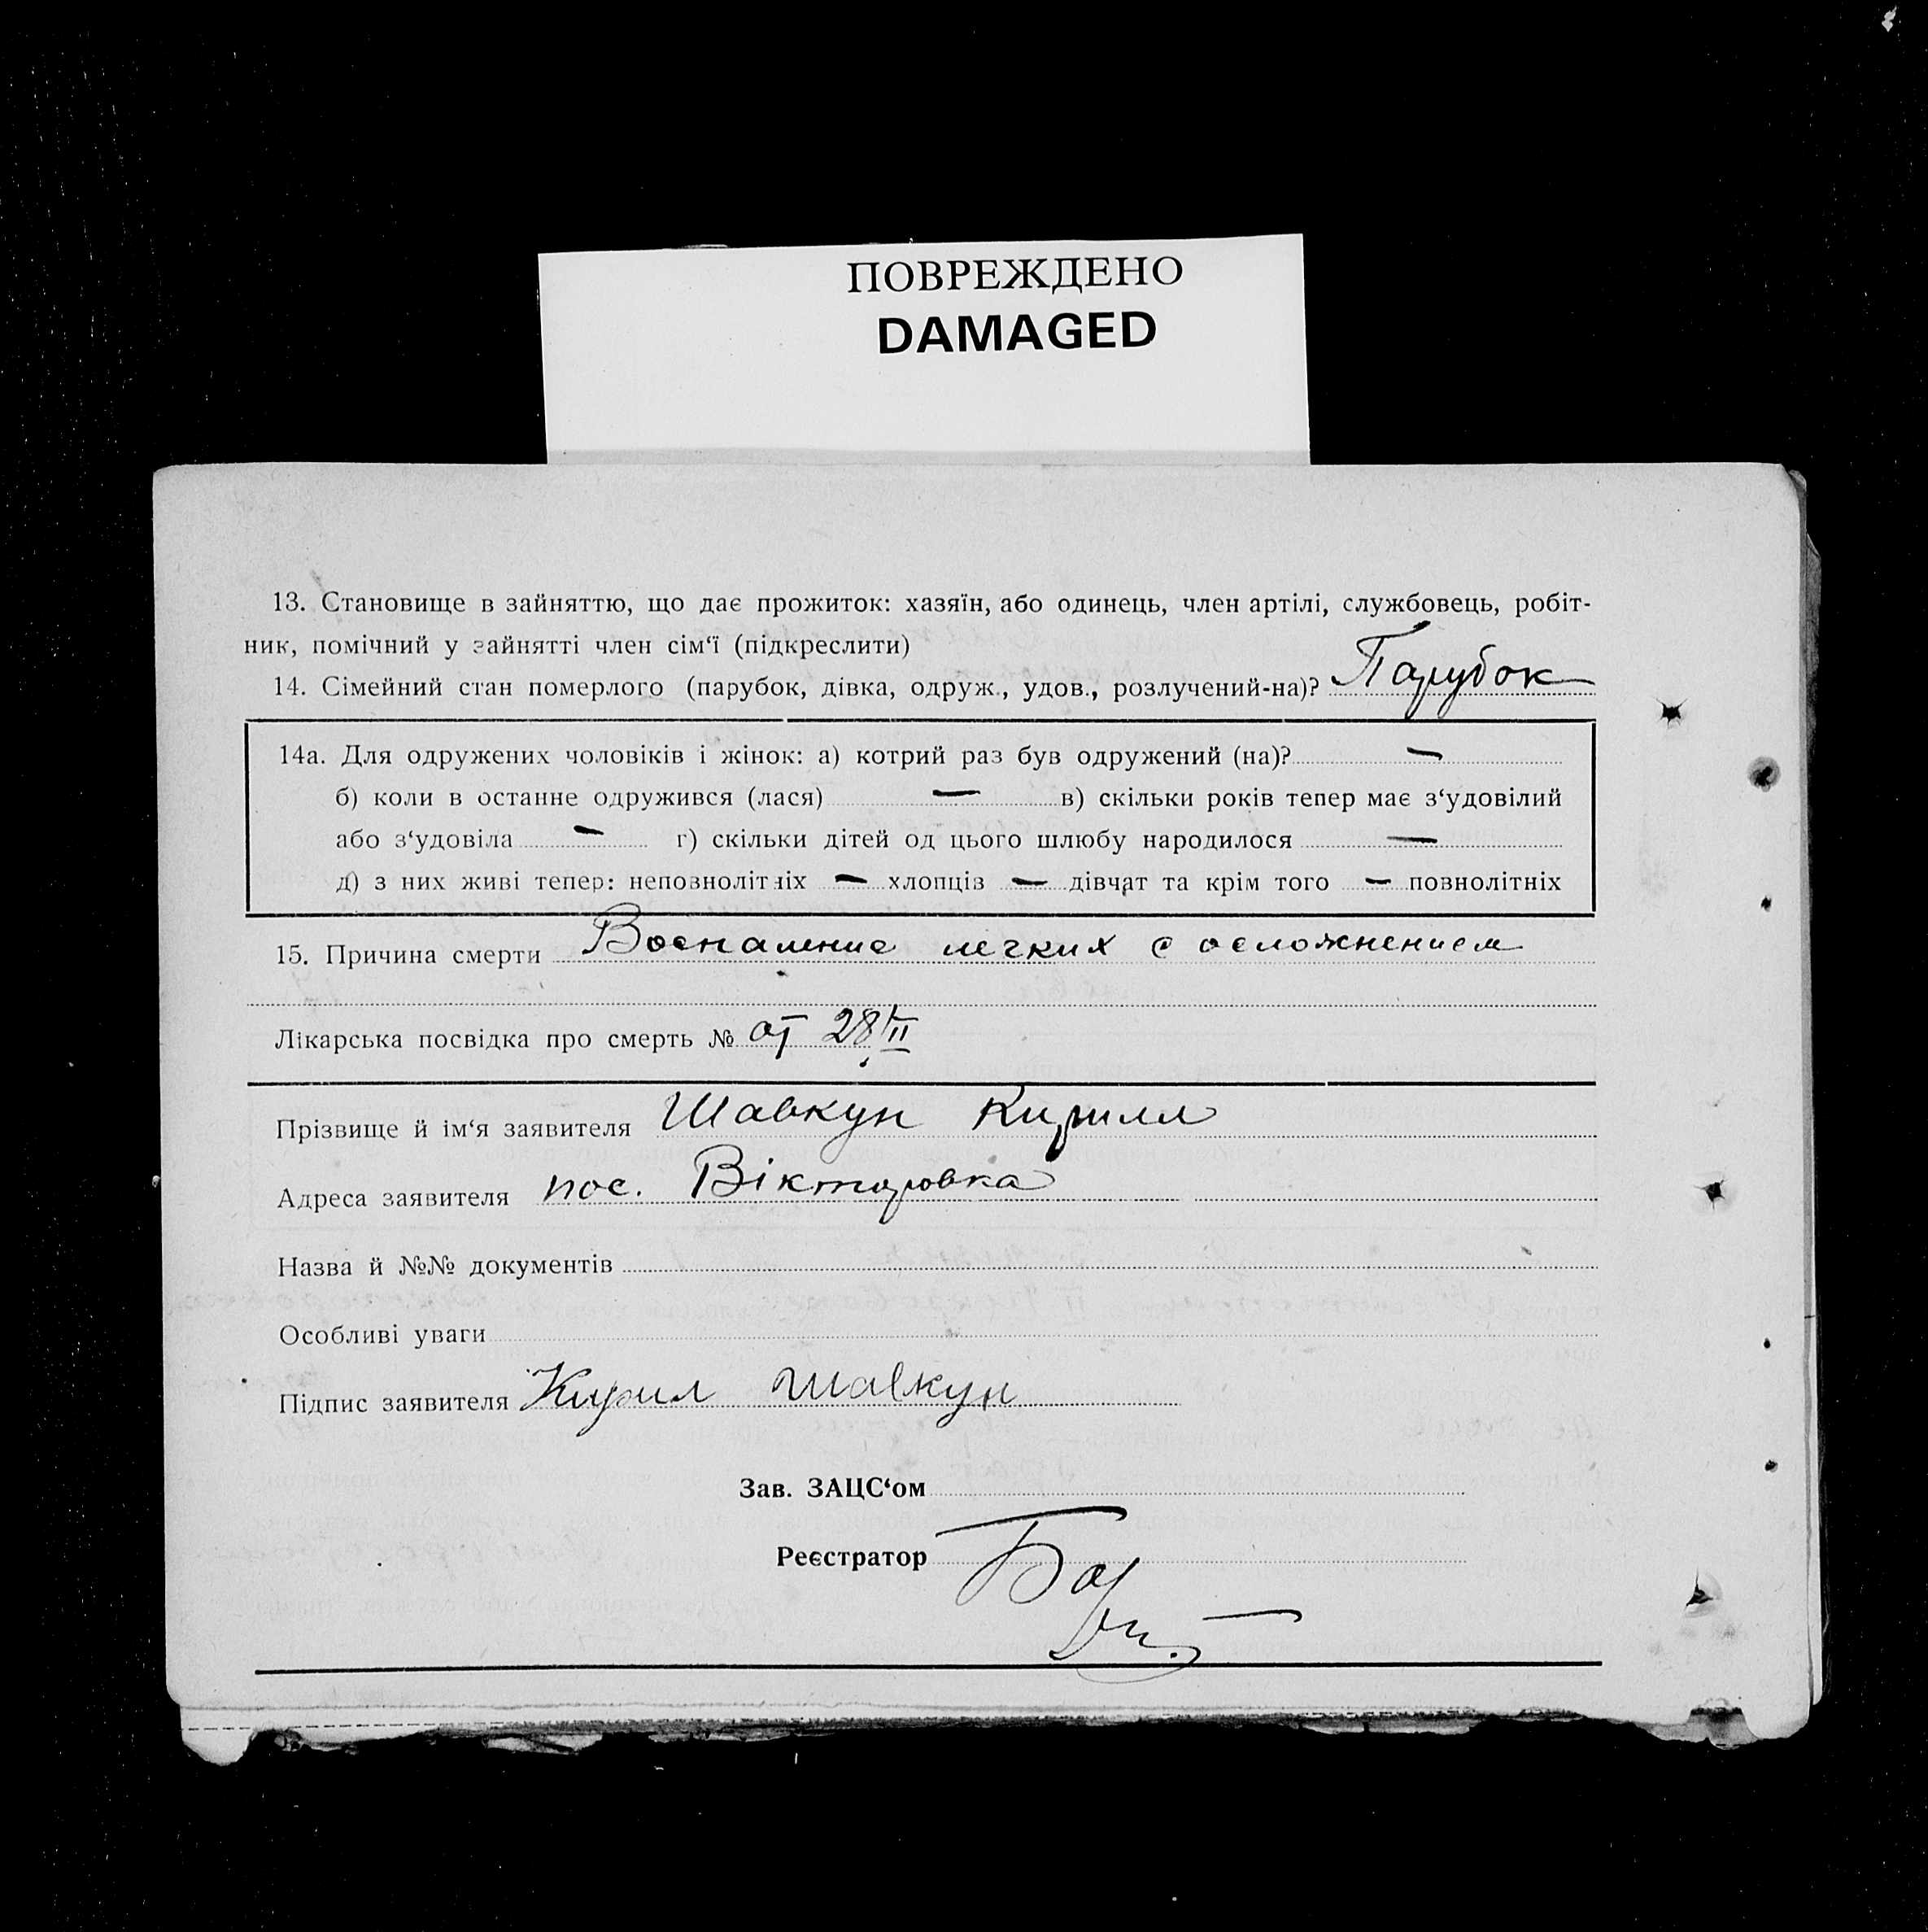 ПОВРЕЖДЕНО
DAMAGED
13. Становище в зайняттю, що дає прожиток: хазяїн, або одинець, член артілі, службовець, робіт-
ник, помічний у зайнятті член сім‘ї (підкреслити)
14. Сімейний стан померлого (парубок, дівка, одруж., удов., розлучений-на)? Парубок
14а. Для одружених чоловіків і жінок: а) котрий раз був одружений (на)? —
б) коли в останне одружився (лася) — в) скільки років тепер має з‘удовілий
або з‘удовіла — г) скільки дітей од цього шлюбу народилося —
д) з них живі тепер: неповнолітніх — хлопців — дівчат та крім того — повнолітніх
15. Причина смерти Воспаление легких с осложнением
Лікарська посвідка про смерть № от 28/II
Прізвище й ім‘я заявителя Шавкун Кирилл
Адреса заявителя пос. Вікторовка
Назва й №№ документів
Особливі уваги
Підпис заявителя Кирил Шавкун
Зав. ЗАЦС‘ом
Реєстратор